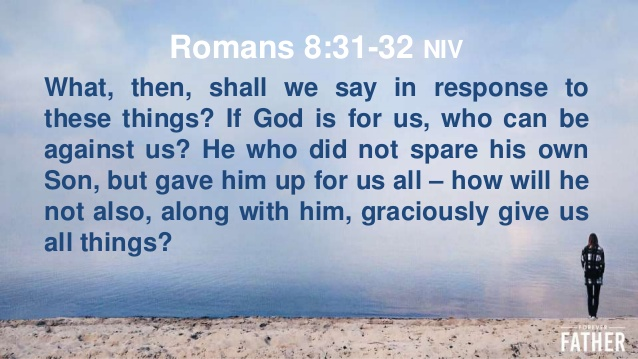 Romans 8:31-32 NIV
What, then, shall we say in response to
these things? If God is for us, who can be
against us? He who did not spare his own
Son, but gave him up for us all – how will he
not also, along with him, graciously give us
all things?
FOREVER
FATHER